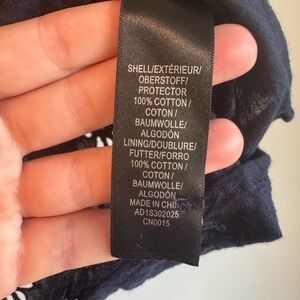 SHELL/EXTÉRIEUR/
OBERSTOFF/
PROTECTOR
100% COTTON /
COTON /
BAUMWOLLE/
ALGODÓN
LINING/DOUBLURE/
FUTTER/FORRO
100% COTTON /
COTON /
BAUMWOLLE/
ALGODÓN
MADE IN CHINA
AD1S302025
CN0015